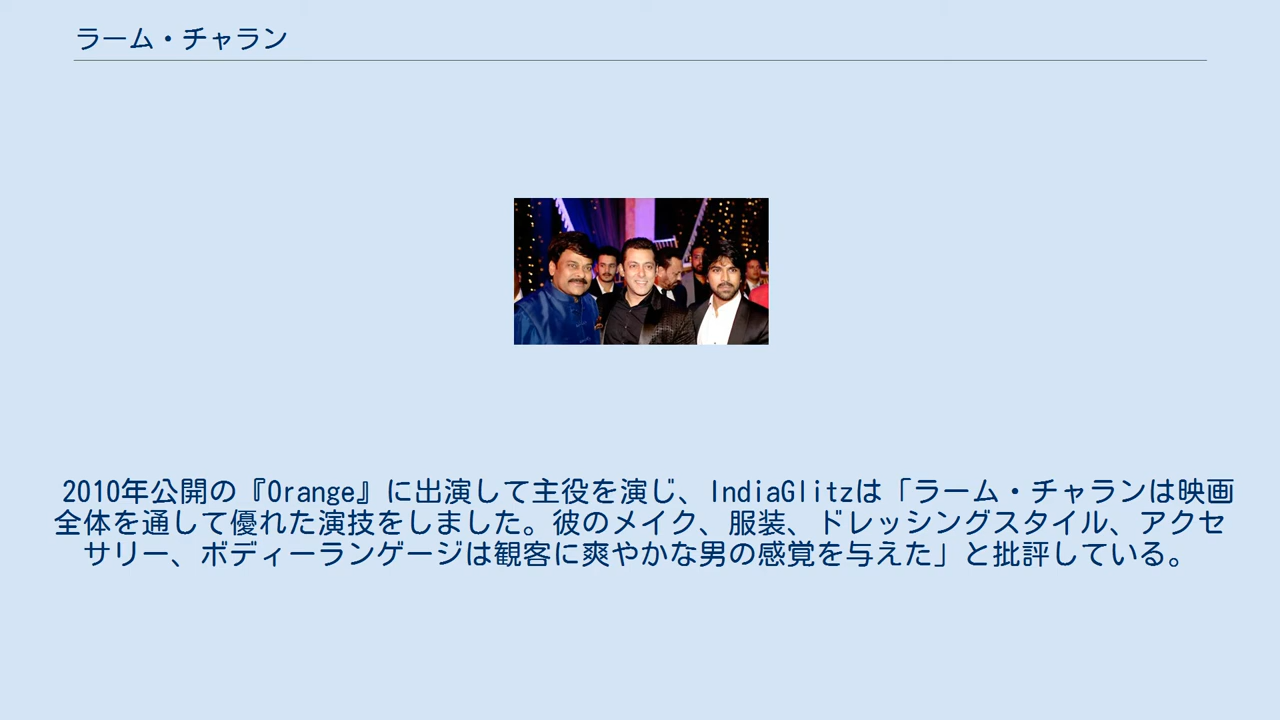 ラーム・チャラン
2010年公開の『Orange』に出演して主役を演じ、IndiaGlitzは「ラーム・チャランは映画
全体を通して優れた演技をしました。彼のメイク、服装、ドレッシングスタイル、アクセ
サリー、ボディーランゲージは観客に爽やかな男の感覚を与えた」と批評している。